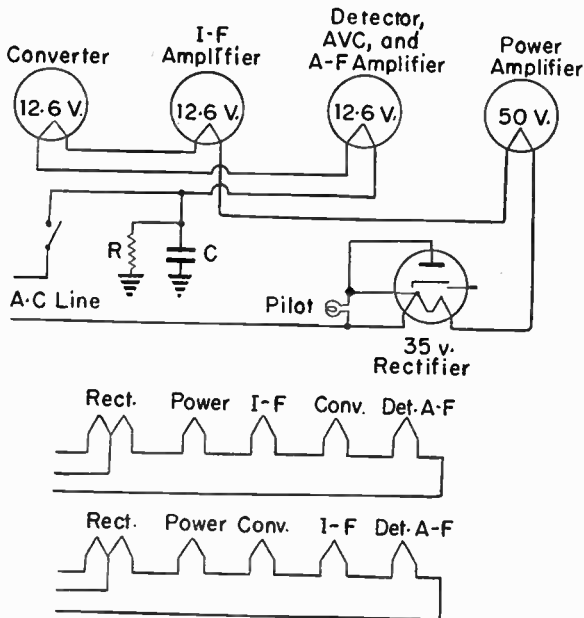 Converter
I-F
Amplifier
Detector,
AVC, and
A-F Amplifier
Power
Amplifier
12.6 V.
12.6 V.
12.6 V.
50 V.
R
C
A-C Line
Pilot
35 v.
Rectifier
Rect. Power I-F Conv. Det. A-F
Rect. Power Conv. I-F Det. A-F